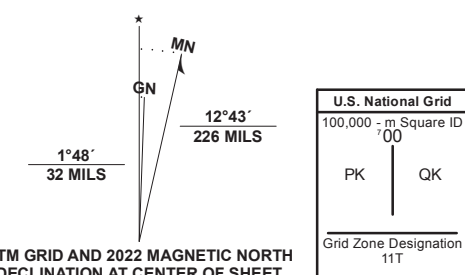 ★
MN
GN
12°43´
226 MILS
1°48´
32 MILS
TM GRID AND 2022 MAGNETIC NORTH
DECLINATION AT CENTER OF SHEET
U.S. National Grid
100,000 - m Square ID
⁷00
PK QK
Grid Zone Designation
11T